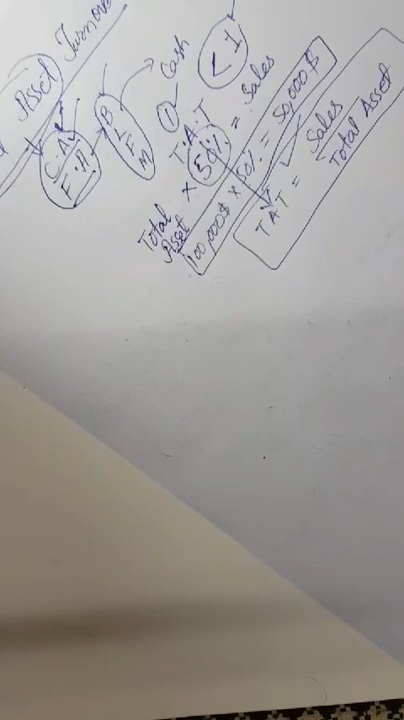 Asset Turnover
C.A
F.A
B
L
F
M
① Cash
< 1
Total Asset × T.A.T 50% = Sales
100,000$ × 50% = 50,000$
TAT = Sales / Total Asset